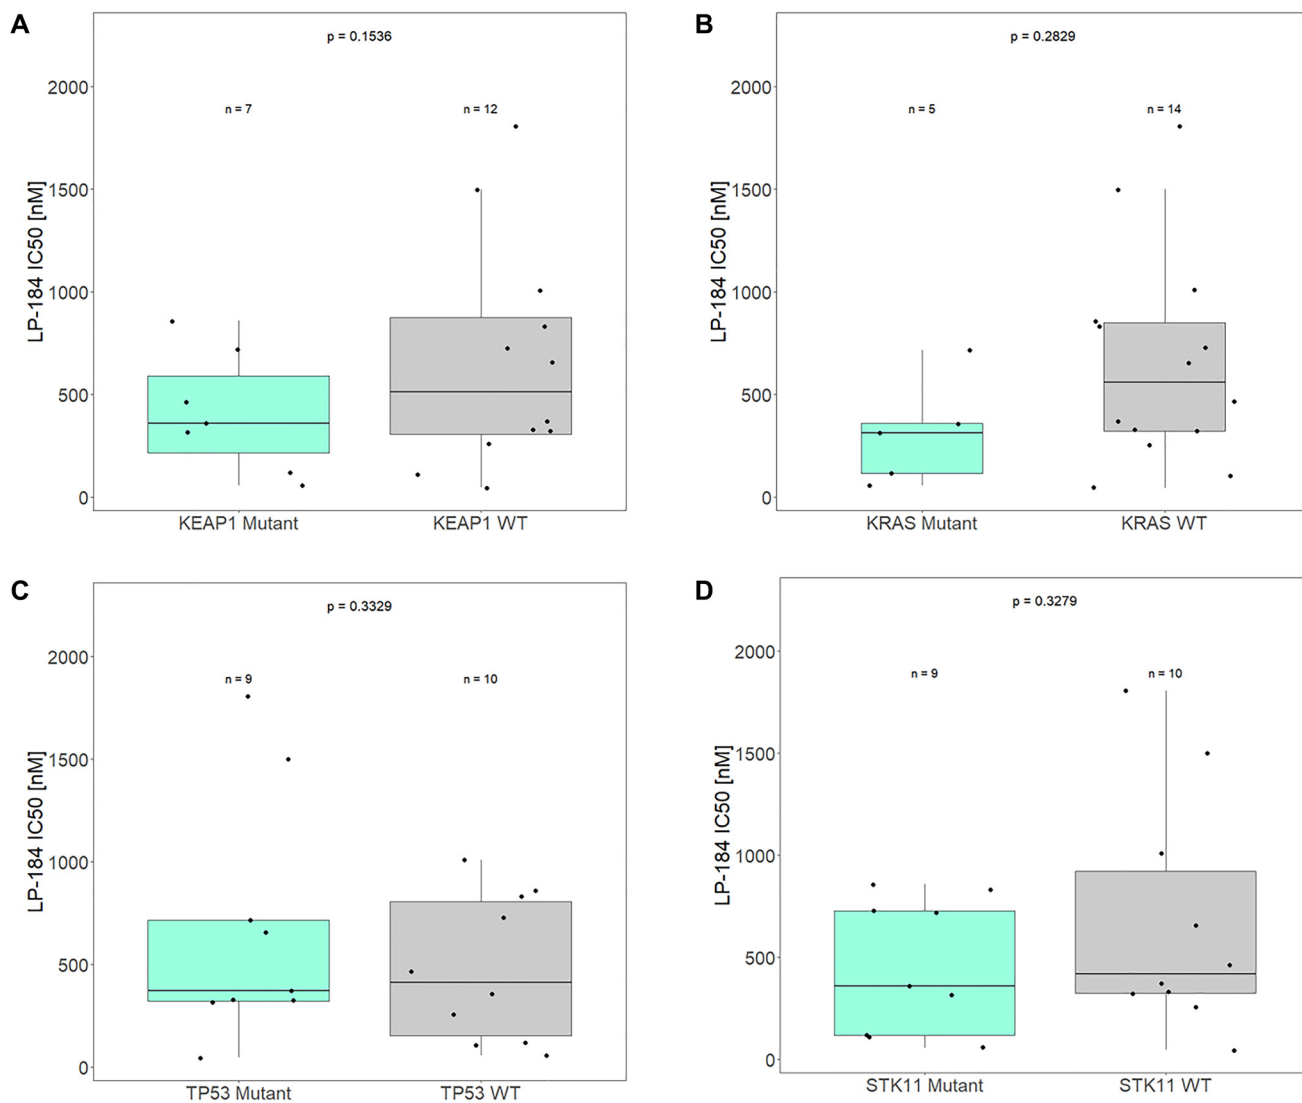 A
p = 0.1536
n = 7
n = 12
LP-184 IC50 [nM]
2000
1500
1000
500
0
KEAP1 Mutant
KEAP1 WT
B
p = 0.2829
n = 5
n = 14
LP-184 IC50 [nM]
2000
1500
1000
500
0
KRAS Mutant
KRAS WT
C
p = 0.3329
n = 9
n = 10
LP-184 IC50 [nM]
2000
1500
1000
500
0
TP53 Mutant
TP53 WT
D
p = 0.3279
n = 9
n = 10
LP-184 IC50 [nM]
2000
1500
1000
500
0
STK11 Mutant
STK11 WT